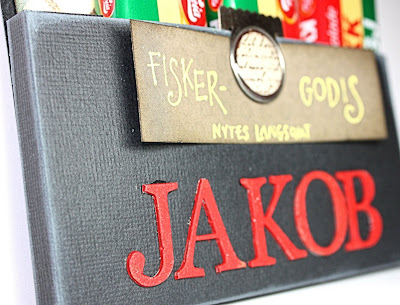 FISKER-
GODIS
NYTES LANGSOMT
JAKOB